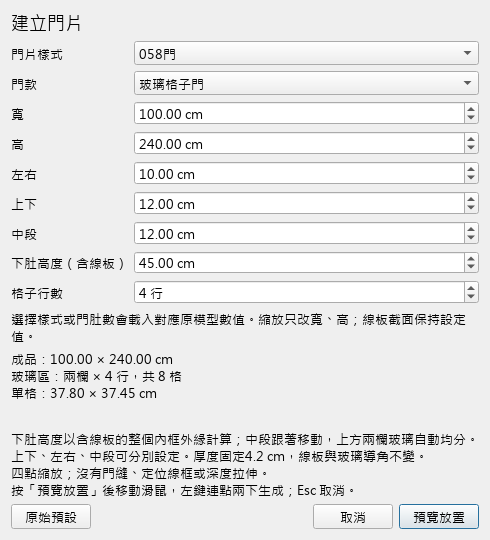 建立門片
門片樣式
058門
門款
玻璃格子門
寬
100.00 cm
高
240.00 cm
左右
10.00 cm
上下
12.00 cm
中段
12.00 cm
下肚高度（含線板）
45.00 cm
格子行數
4 行
選擇樣式或門肚數會載入對應原模型數值。縮放只改寬、高；線板截面保持設定
值。
成品：100.00 × 240.00 cm
玻璃區：兩欄 × 4 行，共 8 格
單格：37.80 × 37.45 cm
下肚高度以含線板的整個內框外緣計算；中段跟著移動，上方兩欄玻璃自動均分。
上下、左右、中段可分別設定。厚度固定4.2 cm，線板與玻璃導角不變。
四點縮放；沒有門縫、定位線框或深度拉伸。
按「預覽放置」後移動滑鼠，左鍵連點兩下生成；Esc 取消。
原始預設
取消
預覽放置